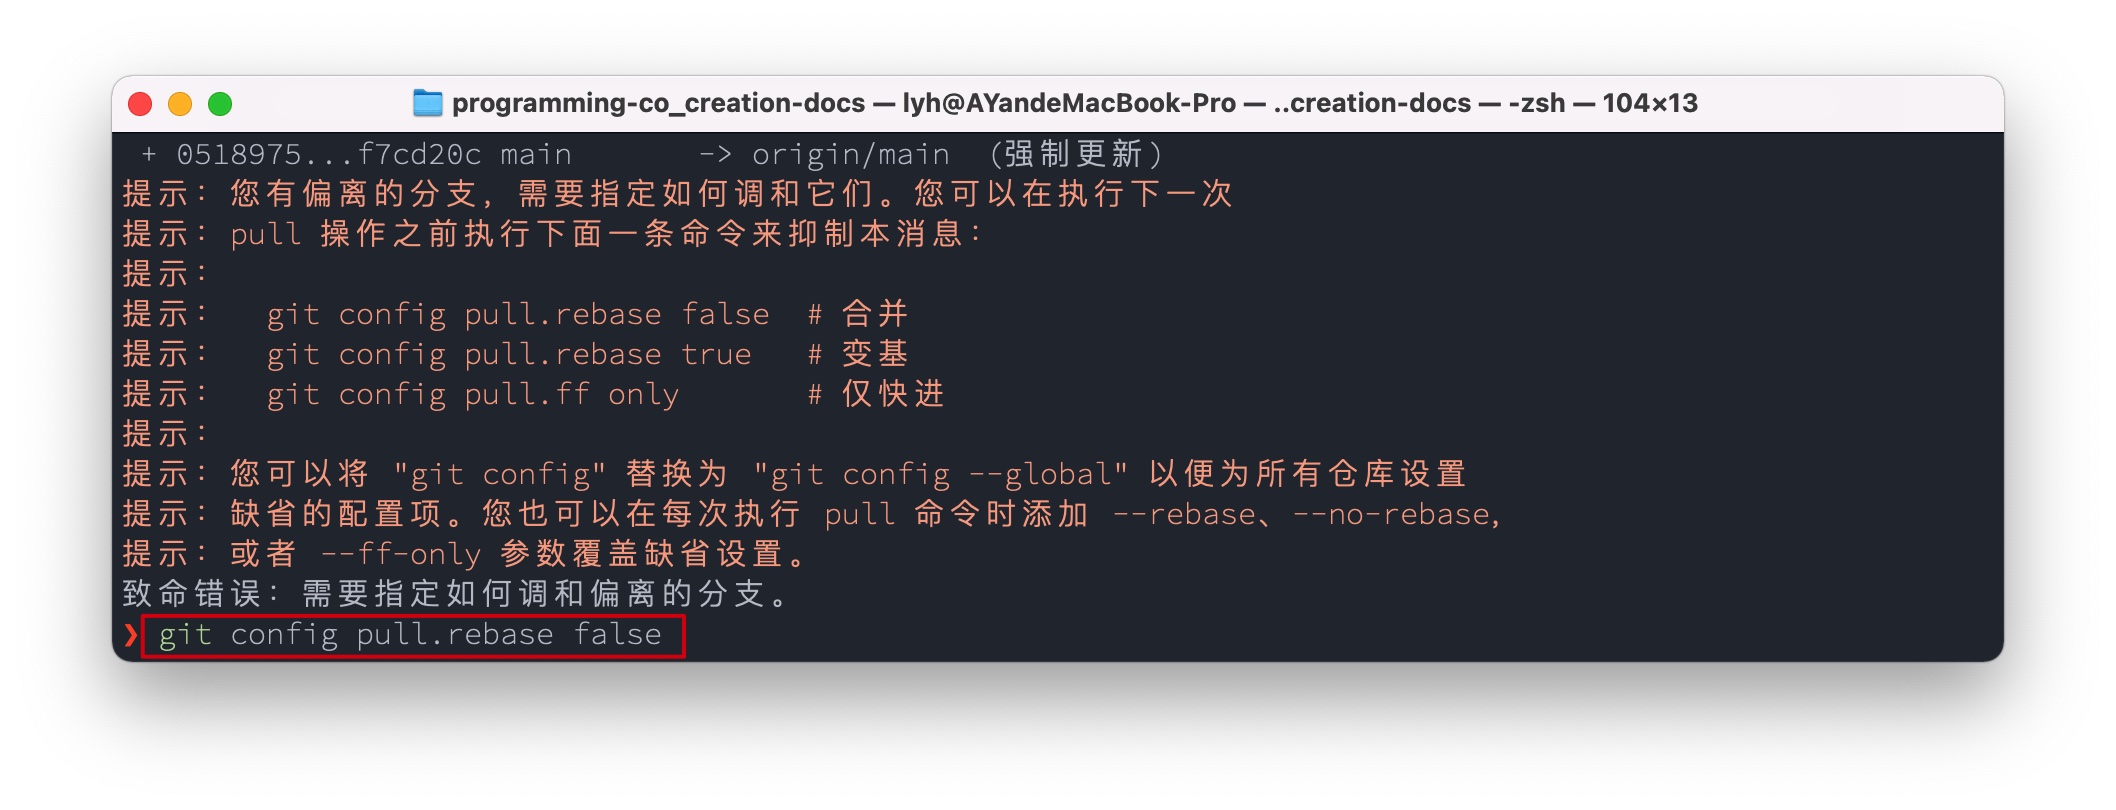 programming-co_creation-docs — lyh@AYandeMacBook-Pro — ..creation-docs — -zsh — 104×13
+ 0518975...f7cd20c main       -> origin/main （强制更新）
提示：您有偏离的分支，需要指定如何调和它们。您可以在执行下一次
提示：pull 操作之前执行下面一条命令来抑制本消息：
提示：
提示：  git config pull.rebase false  # 合并
提示：  git config pull.rebase true   # 变基
提示：  git config pull.ff only       # 仅快进
提示：
提示：您可以将 "git config" 替换为 "git config --global" 以便为所有仓库设置
提示：缺省的配置项。您也可以在每次执行 pull 命令时添加 --rebase、--no-rebase，
提示：或者 --ff-only 参数覆盖缺省设置。
致命错误：需要指定如何调和偏离的分支。
❯ git config pull.rebase false